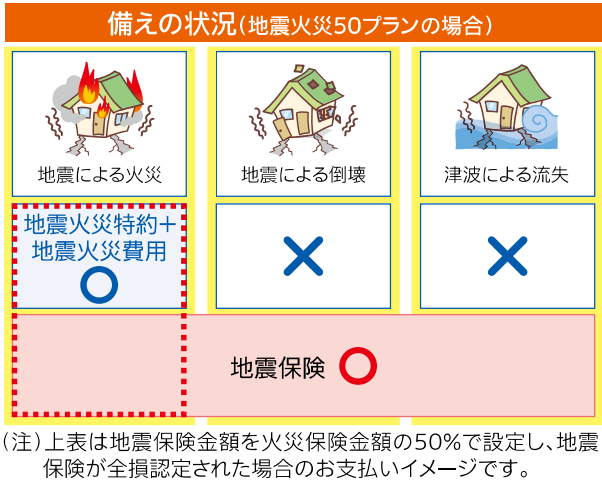 備えの状況（地震火災50プランの場合）
地震による火災
地震による倒壊
津波による流失
地震火災特約＋
地震火災費用
○
×
×
地震保険 ○
（注）上表は地震保険金額を火災保険金額の50％で設定し、地震
保険が全損認定された場合のお支払いイメージです。